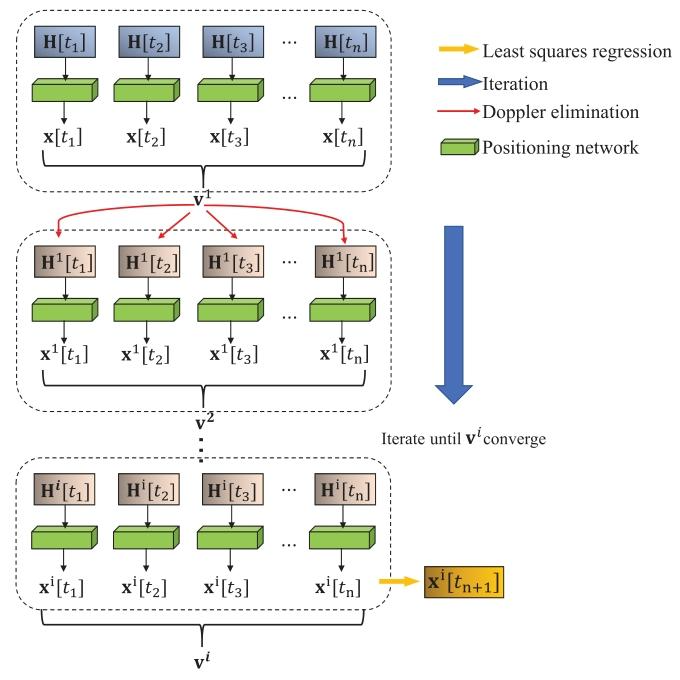 𝐇[t₁] 𝐇[t₂] 𝐇[t₃] ... 𝐇[tₙ]
...
𝐱[t₁] 𝐱[t₂] 𝐱[t₃] 𝐱[tₙ]
𝐯¹
Least squares regression
Iteration
Doppler elimination
Positioning network
𝐇¹[t₁] 𝐇¹[t₂] 𝐇¹[t₃] ... 𝐇¹[tₙ]
...
𝐱¹[t₁] 𝐱¹[t₂] 𝐱¹[t₃] 𝐱¹[tₙ]
𝐯²
Iterate until 𝐯ⁱ converge
𝐇ⁱ[t₁] 𝐇ⁱ[t₂] 𝐇ⁱ[t₃] ... 𝐇ⁱ[tₙ]
...
𝐱ⁱ[t₁] 𝐱ⁱ[t₂] 𝐱ⁱ[t₃] 𝐱ⁱ[tₙ]
𝐱ⁱ[tₙ₊₁]
𝐯ⁱ